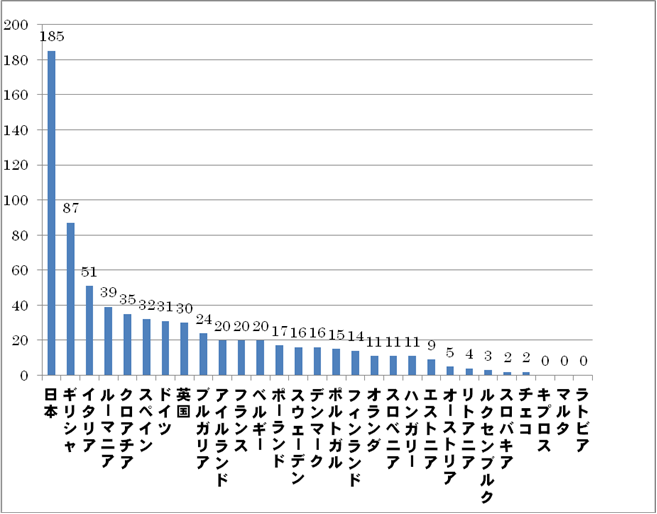 200
180
160
140
120
100
80
60
40
20
0
185
87
51
39
35
32
31
30
24
20
20
20
17
16
16
15
14
11
11
11
9
5
4
3
2
2
0
0
0
日本
ギリシャ
イタリア
ルーマニア
クロアチア
スペイン
ドイツ
英国
ブルガリア
アイルランド
フランス
ベルギー
ポーランド
スウェーデン
デンマーク
ポルトガル
フィンランド
オランダ
スロベニア
ハンガリー
エストニア
オーストリア
リトアニア
ルクセンブルク
スロバキア
チェコ
キプロス
マルタ
ラトビア